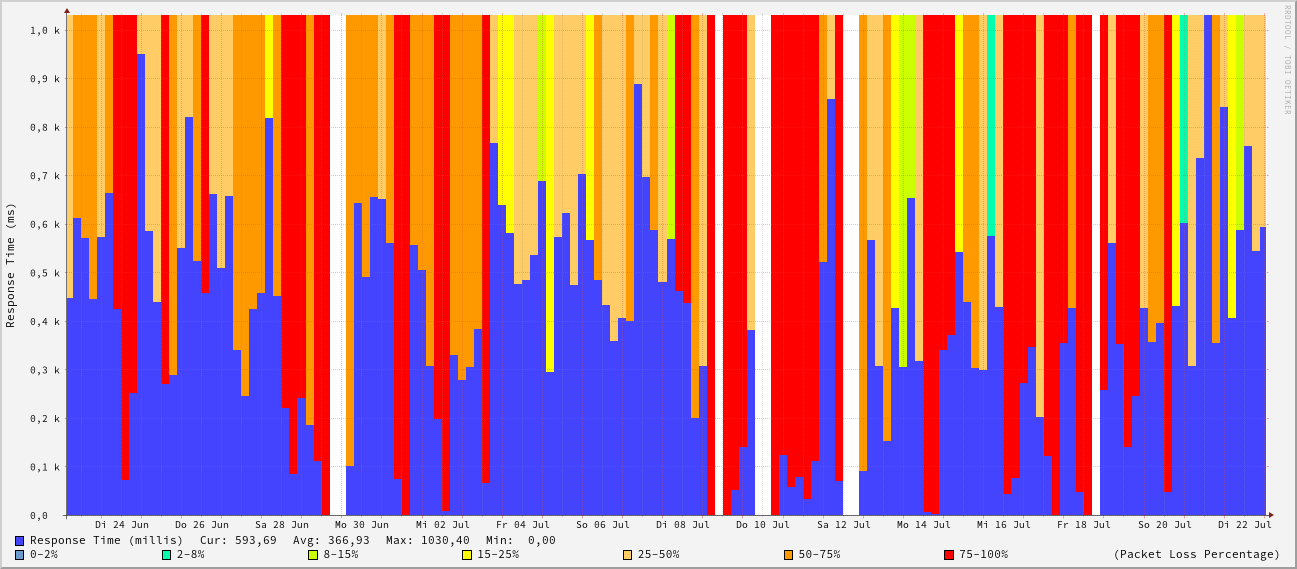 RRDTOOL / TOBI OETIKER
Response Time (ms)
1,0 k
0,9 k
0,8 k
0,7 k
0,6 k
0,5 k
0,4 k
0,3 k
0,2 k
0,1 k
0,0
Di 24 Jun Do 26 Jun Sa 28 Jun Mo 30 Jun Mi 02 Jul Fr 04 Jul So 06 Jul Di 08 Jul Do 10 Jul Sa 12 Jul Mo 14 Jul Mi 16 Jul Fr 18 Jul So 20 Jul Di 22 Jul
Response Time (millis) Cur: 593,69 Avg: 366,93 Max: 1030,40 Min: 0,00
0-2% 2-8% 8-15% 15-25% 25-50% 50-75% 75-100% (Packet Loss Percentage)